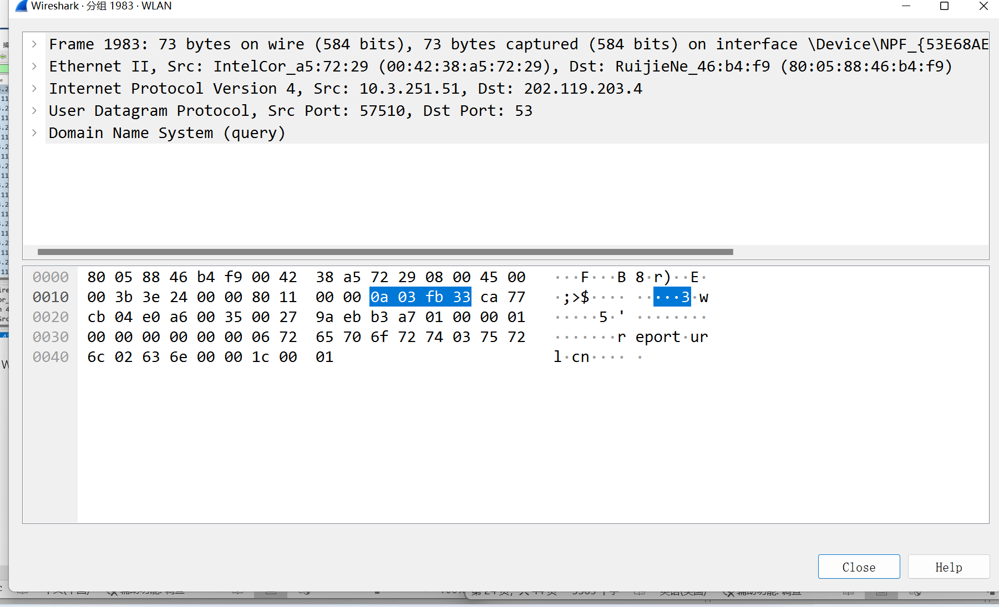 Wireshark · 分组 1983 · WLAN
Frame 1983: 73 bytes on wire (584 bits), 73 bytes captured (584 bits) on interface \Device\NPF_{53E68AE
Ethernet II, Src: IntelCor_a5:72:29 (00:42:38:a5:72:29), Dst: RuijieNe_46:b4:f9 (80:05:88:46:b4:f9)
Internet Protocol Version 4, Src: 10.3.251.51, Dst: 202.119.203.4
User Datagram Protocol, Src Port: 57510, Dst Port: 53
Domain Name System (query)
0000 80 05 88 46 b4 f9 00 42 38 a5 72 29 08 00 45 00 ···F···B 8·r)··E·
0010 00 3b 3e 24 00 00 80 11 00 00 0a 03 fb 33 ca 77 ·;>$···· ·····3·w
0020 cb 04 e0 a6 00 35 00 27 9a eb b3 a7 01 00 00 01 ·····5·' ········
0030 00 00 00 00 00 00 06 72 65 70 6f 72 74 03 75 72 ·······r eport·ur
0040 6c 02 63 6e 00 00 1c 00 01 l·cn···· ·
Close Help